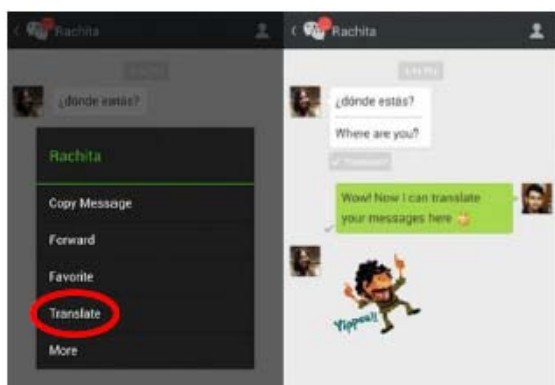 Rachita
¿dónde estás?
Rachita
Copy Message
Forward
Favorite
Translate
More
Rachita
¿dónde estás?
Where are you?
Wow! Now I can translate
your messages here
Yippee!!